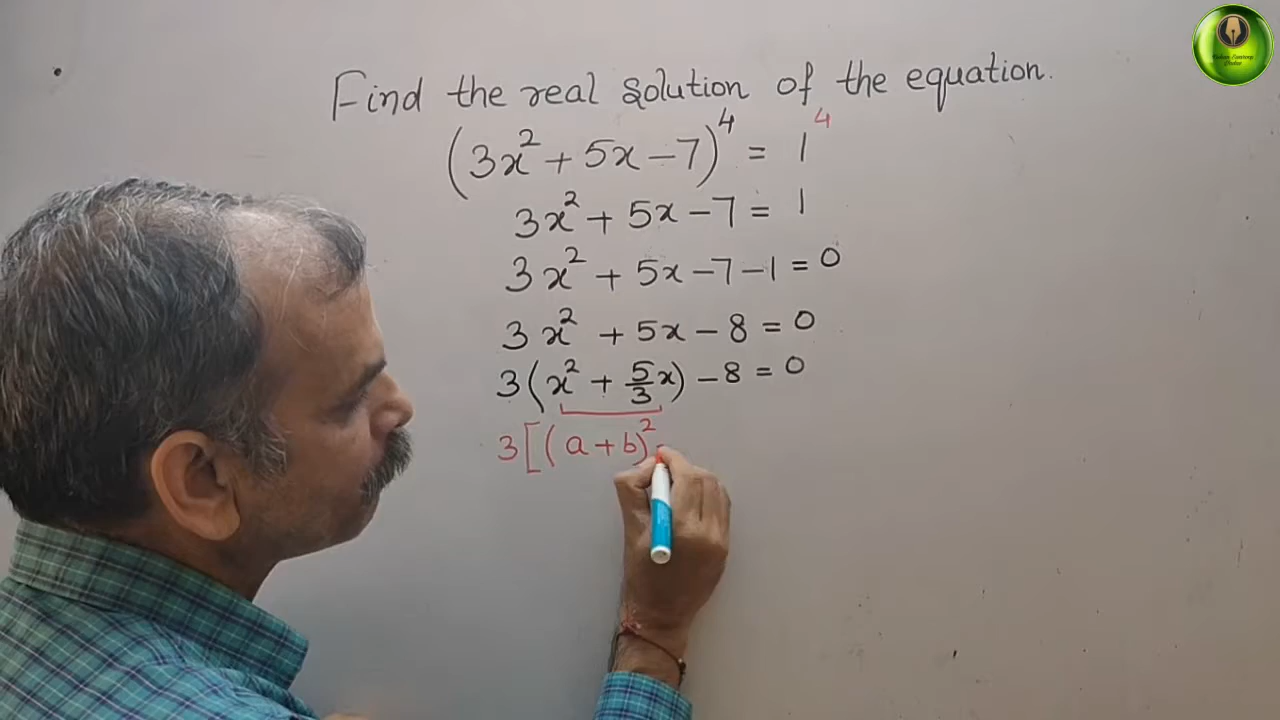 Find the real solution of the equation.
(3x² + 5x - 7)⁴ = 1⁴
3x² + 5x - 7 = 1
3x² + 5x - 7 - 1 = 0
3x² + 5x - 8 = 0
3(x² + 5/3 x) - 8 = 0
3[(a + b)²